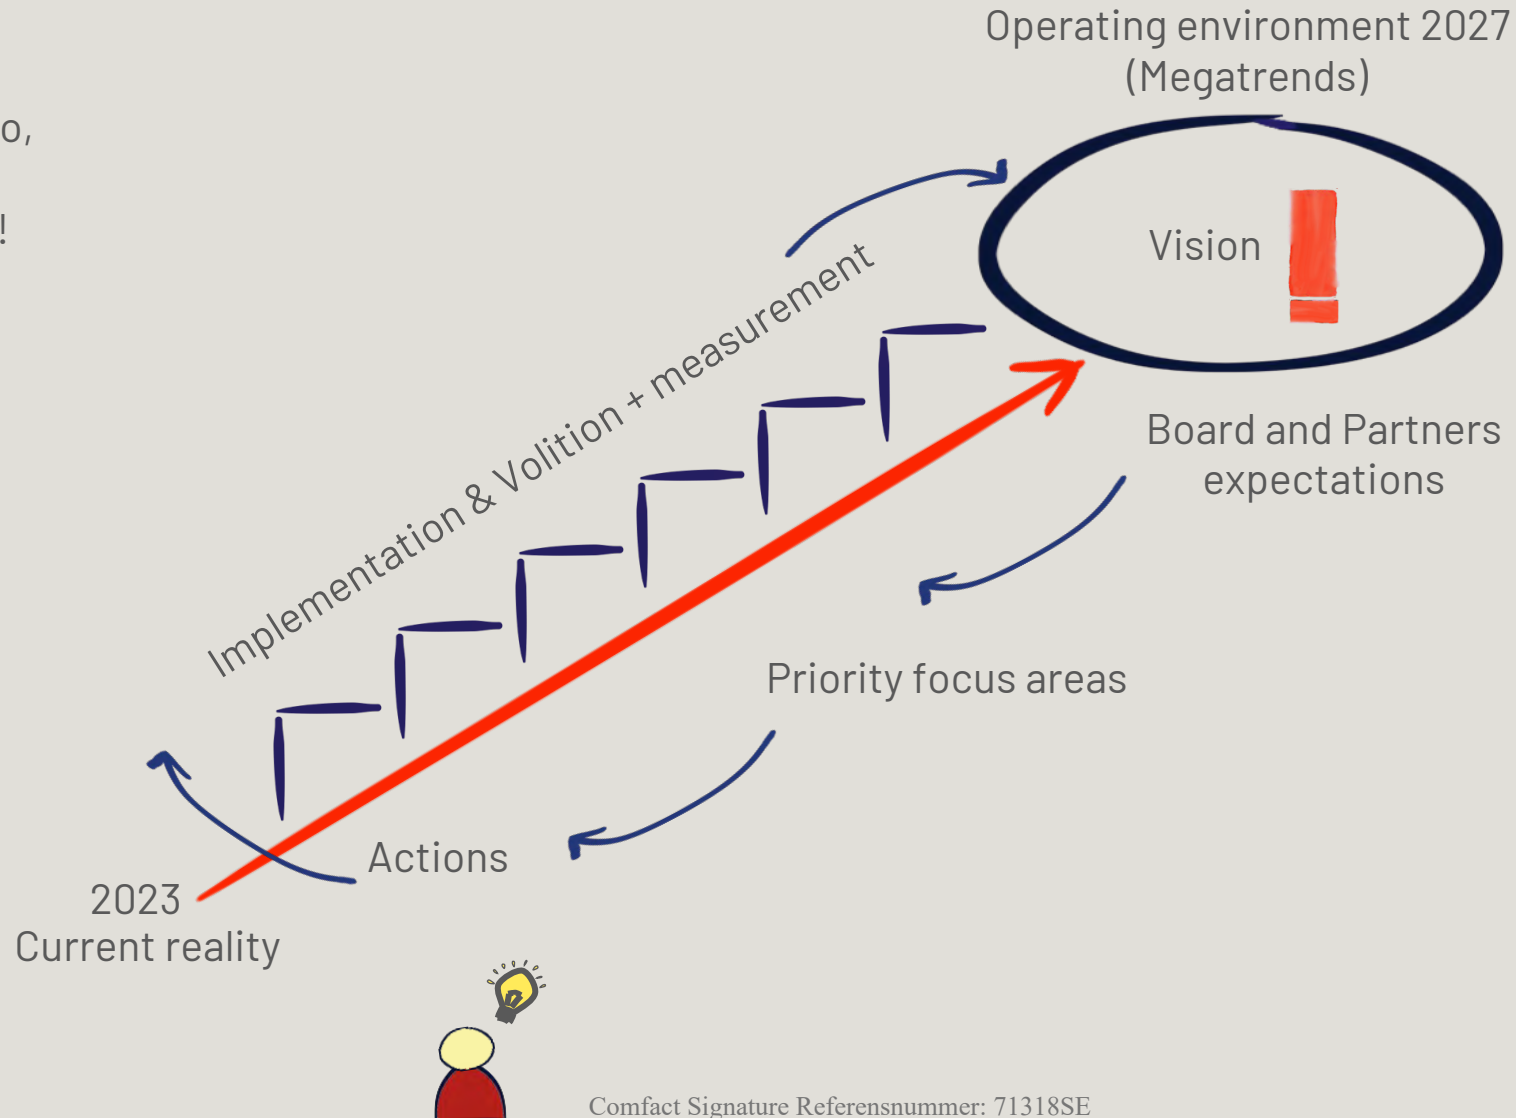 Operating environment 2027
(Megatrends)
o,
!
Vision
Implementation & Volition + measurement
Board and Partners
expectations
Priority focus areas
Actions
2023
Current reality
Comfact Signature Referensnummer: 71318SE